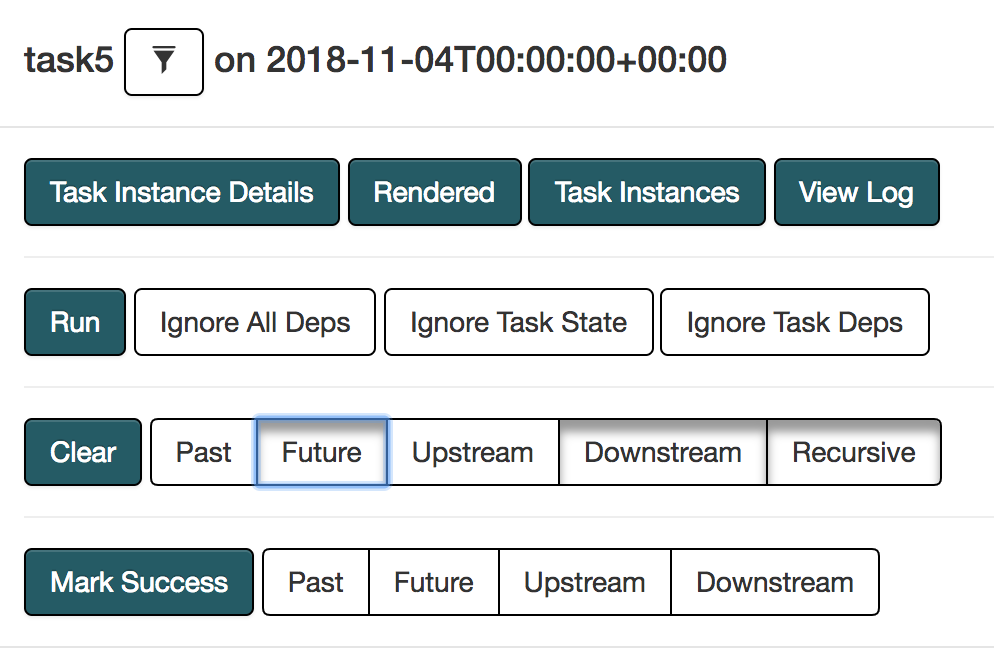 task5 on 2018-11-04T00:00:00+00:00
Task Instance Details Rendered Task Instances View Log
Run Ignore All Deps Ignore Task State Ignore Task Deps
Clear Past Future Upstream Downstream Recursive
Mark Success Past Future Upstream Downstream